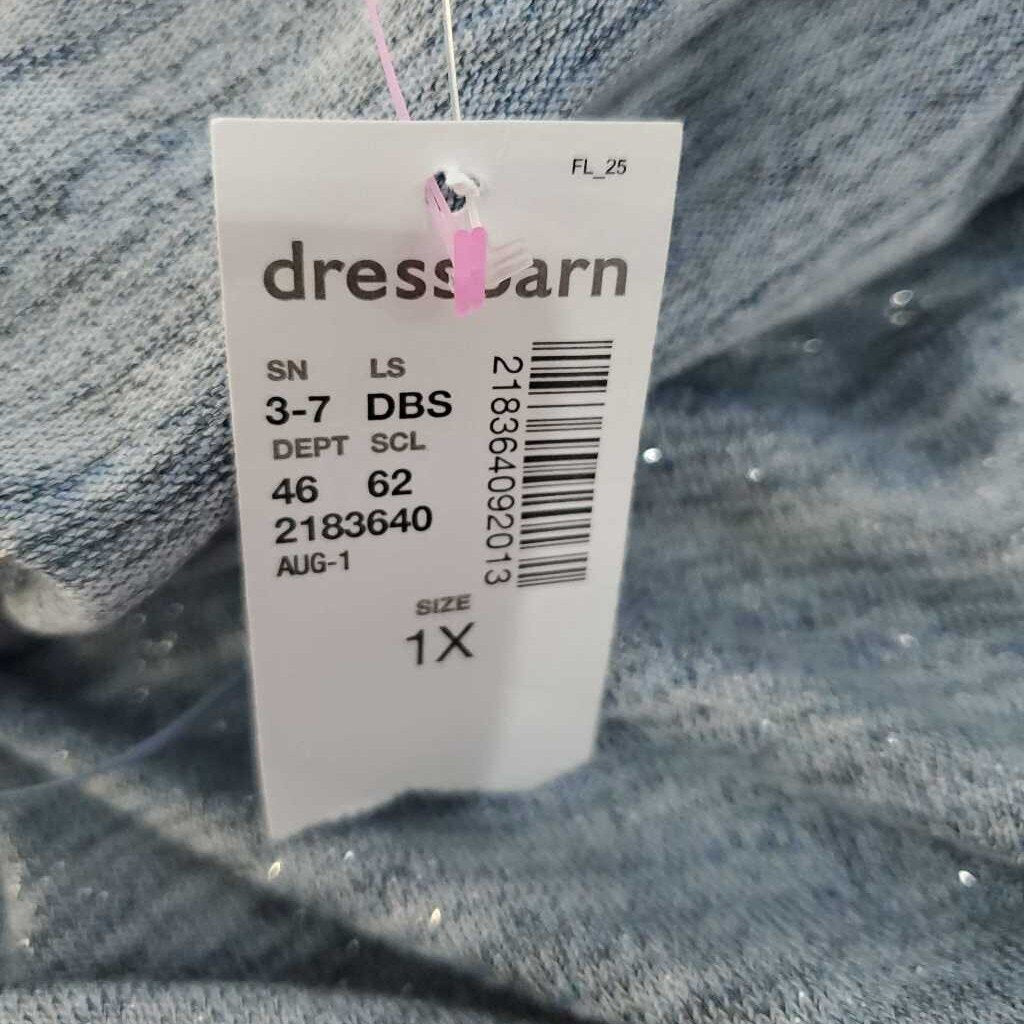 FL_25
dressbarn
SN LS
3-7 DBS
DEPT SCL
46 62
2183640
AUG-1
218364092013
SIZE
1X